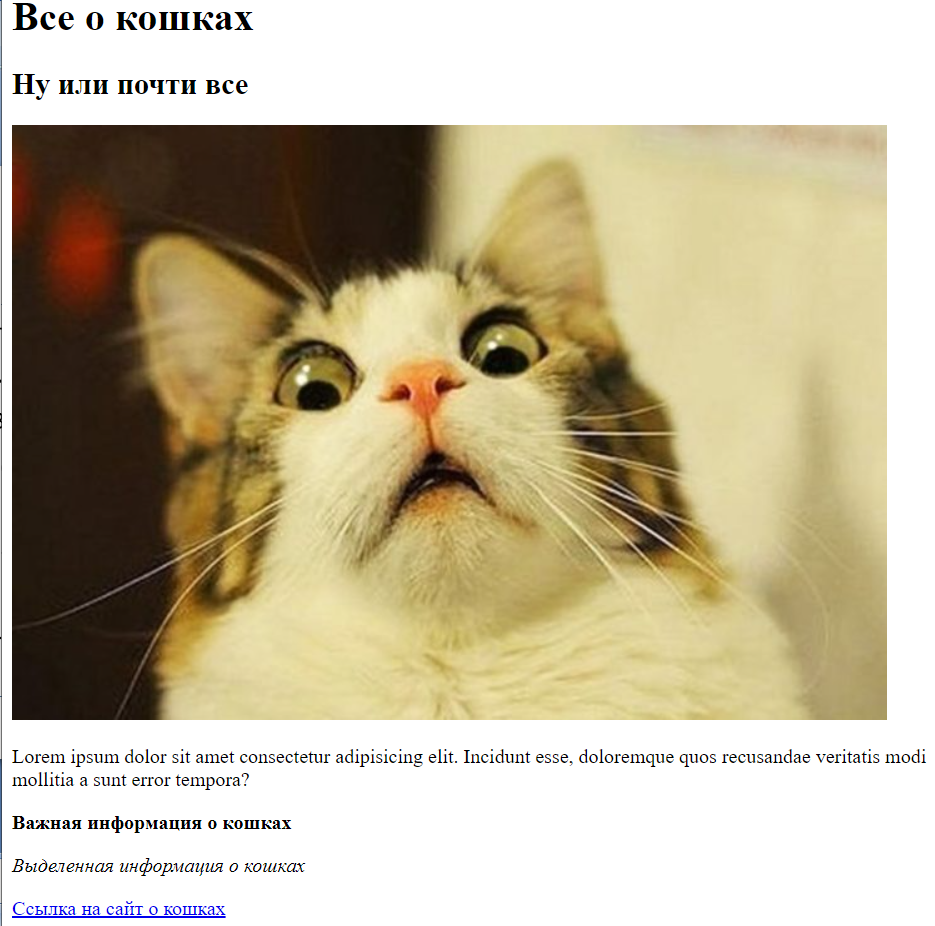 Все о кошках
Ну или почти все
Lorem ipsum dolor sit amet consectetur adipisicing elit. Incidunt esse, doloremque quos recusandae veritatis modi
mollitia a sunt error tempora?
Важная информация о кошках
Выделенная информация о кошках
Ссылка на сайт о кошках